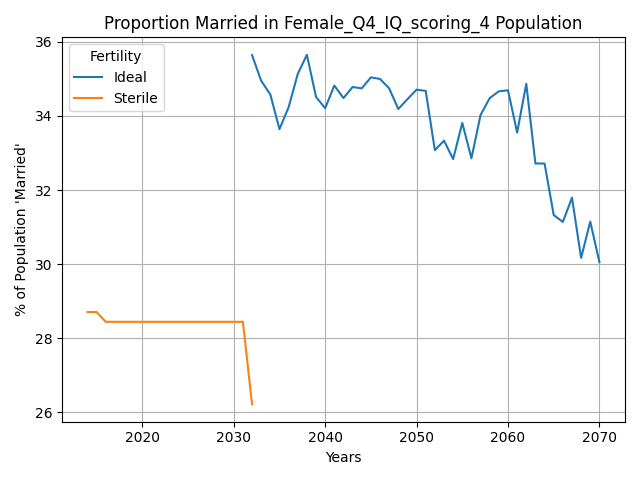 Proportion Married in Female_Q4_IQ_scoring_4 Population
Fertility
Ideal
Sterile
% of Population 'Married'
36
34
32
30
28
26
2020
2030
2040
2050
2060
2070
Years